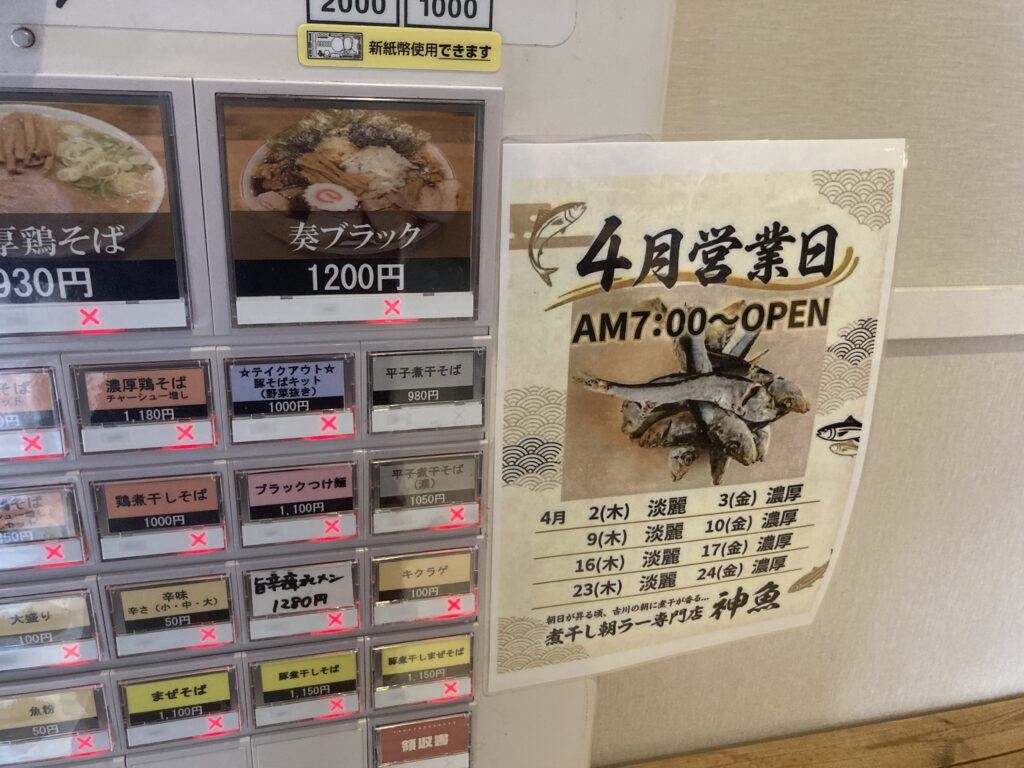 2000 1000
新紙幣使用できます
厚鶏そば
930円
奏ブラック
1200円
濃厚鶏そば
チャーシュー増し
1,180円
☆テイクアウト☆
豚そばキット
(野菜抜き)
1000円
平子煮干そば
980円
鶏煮干しそば
1000円
ブラックつけ麺
1,100円
平子煮干そば
(濃)
1050円
大盛り
100円
辛味
辛さ(小・中・大)
50円
1280円
キクラゲ
100円
魚粉
50円
まぜそば
1,100円
豚煮干しそば
1,150円
豚煮干しまぜそば
1,150円
領収書
4月営業日
AM7:00〜OPEN
4月 2(木) 淡麗 3(金) 濃厚
9(木) 淡麗 10(金) 濃厚
16(木) 淡麗 17(金) 濃厚
23(木) 淡麗 24(金) 濃厚
朝日が昇る頃、古川の朝に煮干が香る...
煮干し朝ラー専門店 神魚